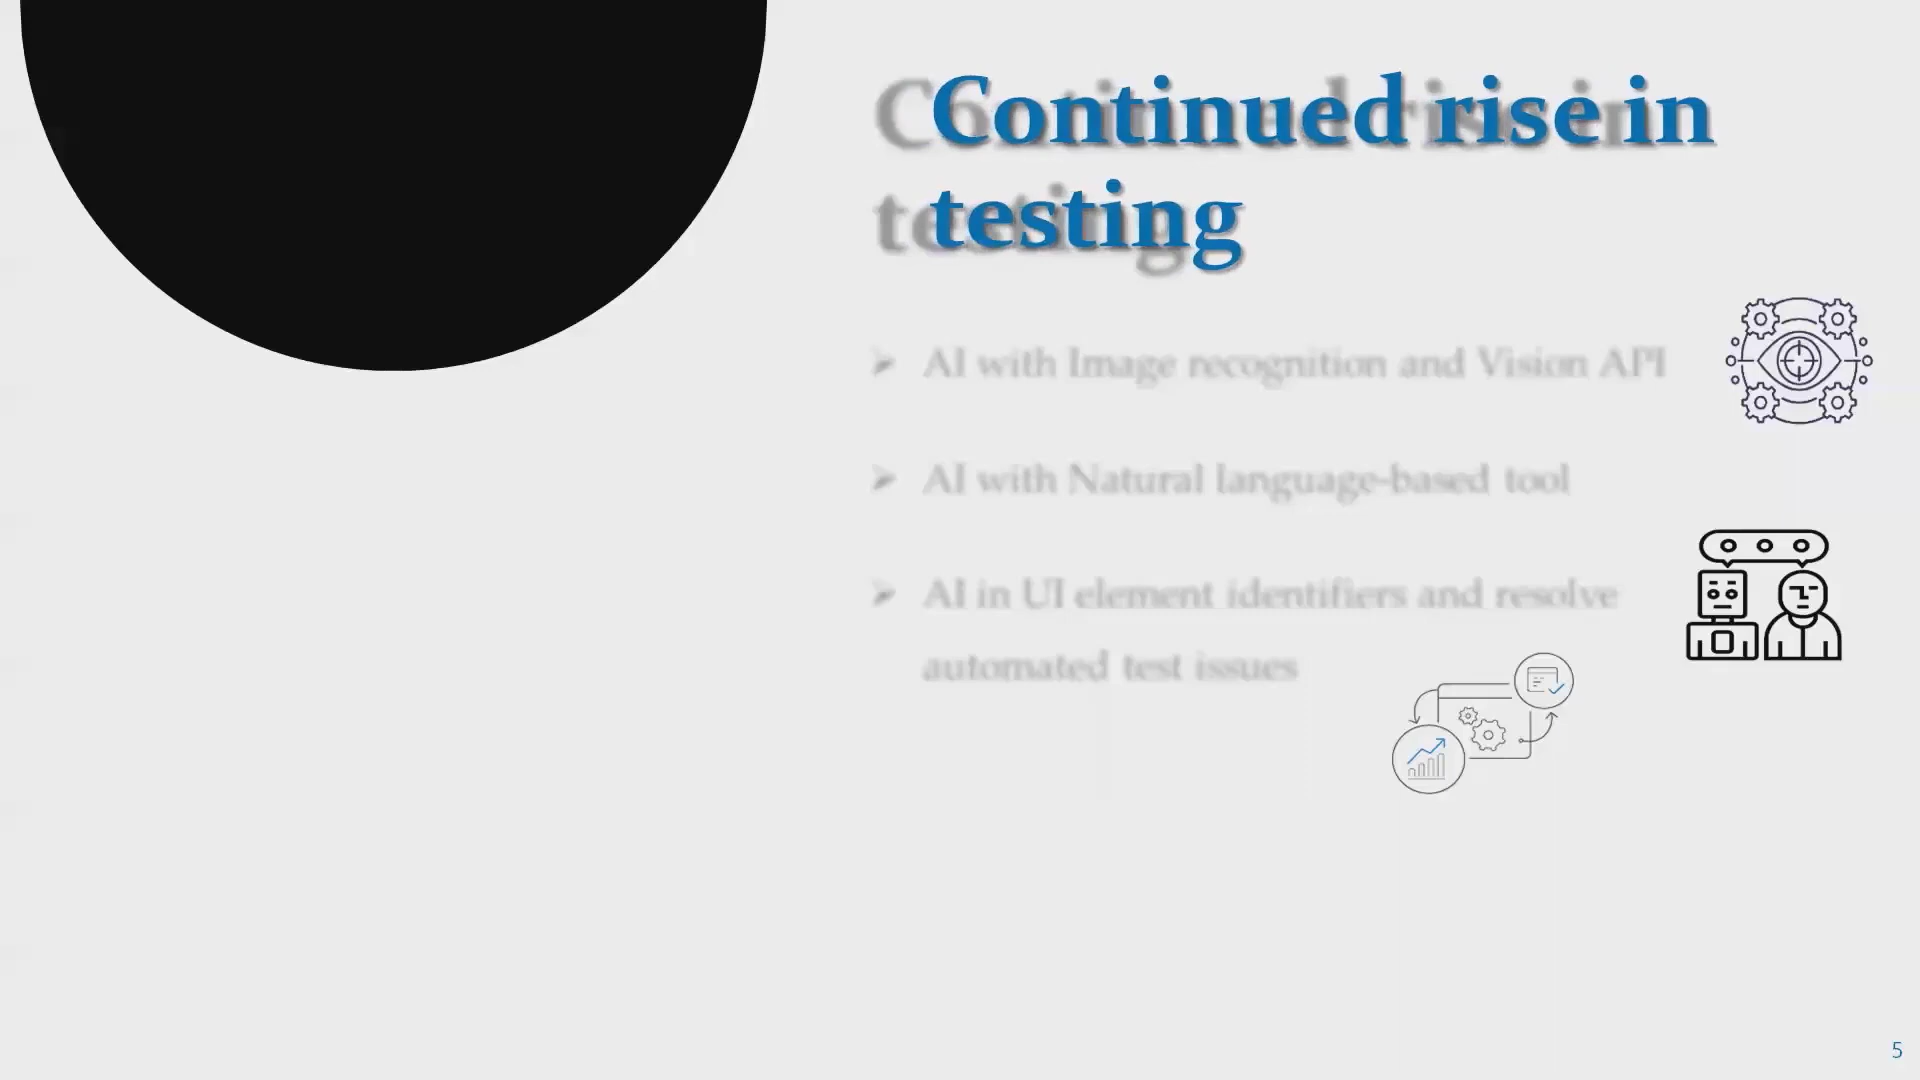 Continued rise in
testing
➢ AI with Image recognition and Vision API
➢ AI with Natural language-based tool
➢ AI in UI element identifiers and resolve
automated test issues
5